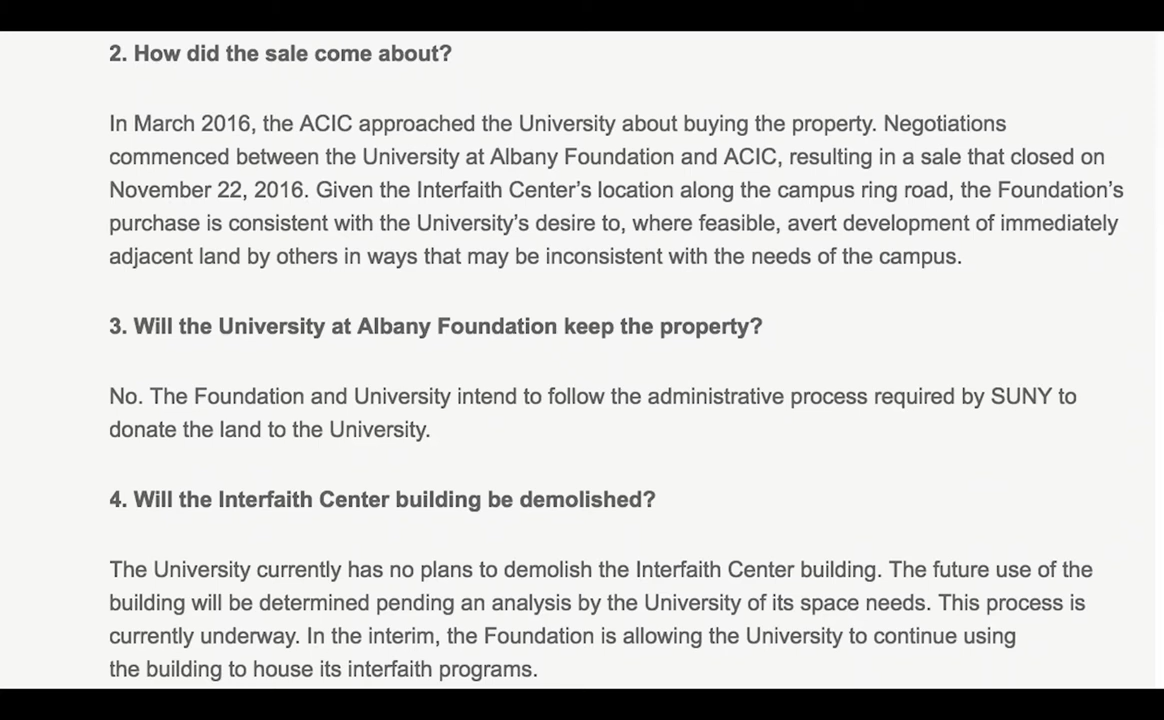 2. How did the sale come about?
In March 2016, the ACIC approached the University about buying the property. Negotiations
commenced between the University at Albany Foundation and ACIC, resulting in a sale that closed on
November 22, 2016. Given the Interfaith Center’s location along the campus ring road, the Foundation’s
purchase is consistent with the University’s desire to, where feasible, avert development of immediately
adjacent land by others in ways that may be inconsistent with the needs of the campus.
3. Will the University at Albany Foundation keep the property?
No. The Foundation and University intend to follow the administrative process required by SUNY to
donate the land to the University.
4. Will the Interfaith Center building be demolished?
The University currently has no plans to demolish the Interfaith Center building. The future use of the
building will be determined pending an analysis by the University of its space needs. This process is
currently underway. In the interim, the Foundation is allowing the University to continue using
the building to house its interfaith programs.